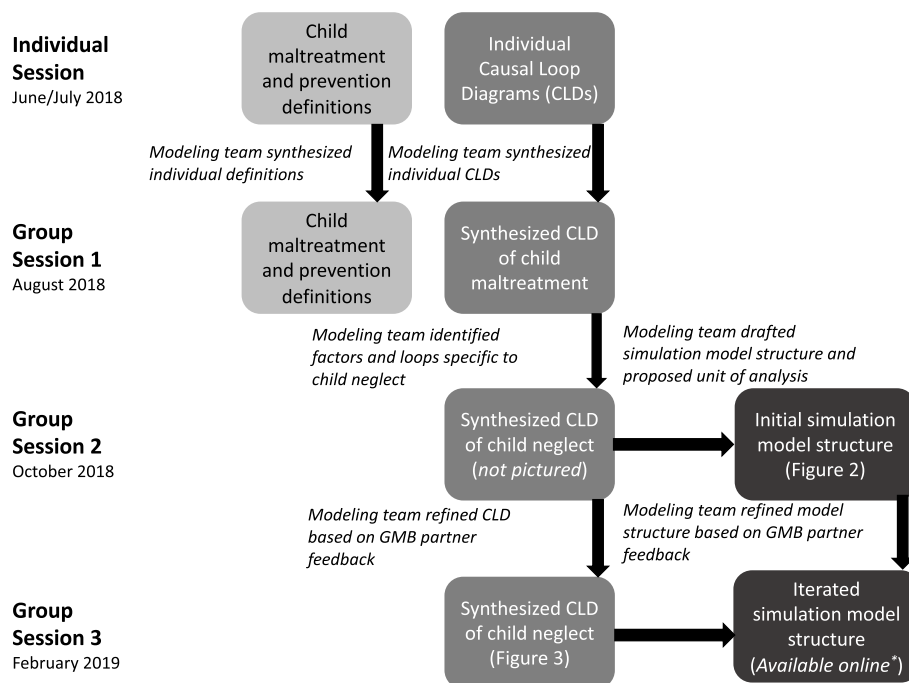 Individual
Session
June/July 2018
Child
maltreatment
and prevention
definitions
Individual
Causal Loop
Diagrams (CLDs)
Modeling team synthesized
individual definitions
Modeling team synthesized
individual CLDs
Group
Session 1
August 2018
Child
maltreatment
and prevention
definitions
Synthesized CLD
of child
maltreatment
Modeling team identified
factors and loops specific to
child neglect
Modeling team drafted
simulation model structure and
proposed unit of analysis
Group
Session 2
October 2018
Synthesized CLD
of child neglect
(not pictured)
Initial simulation
model structure
(Figure 2)
Modeling team refined CLD
based on GMB partner
feedback
Modeling team refined model
structure based on GMB partner
feedback
Group
Session 3
February 2019
Synthesized CLD
of child neglect
(Figure 3)
Iterated
simulation model
structure
(Available online*)